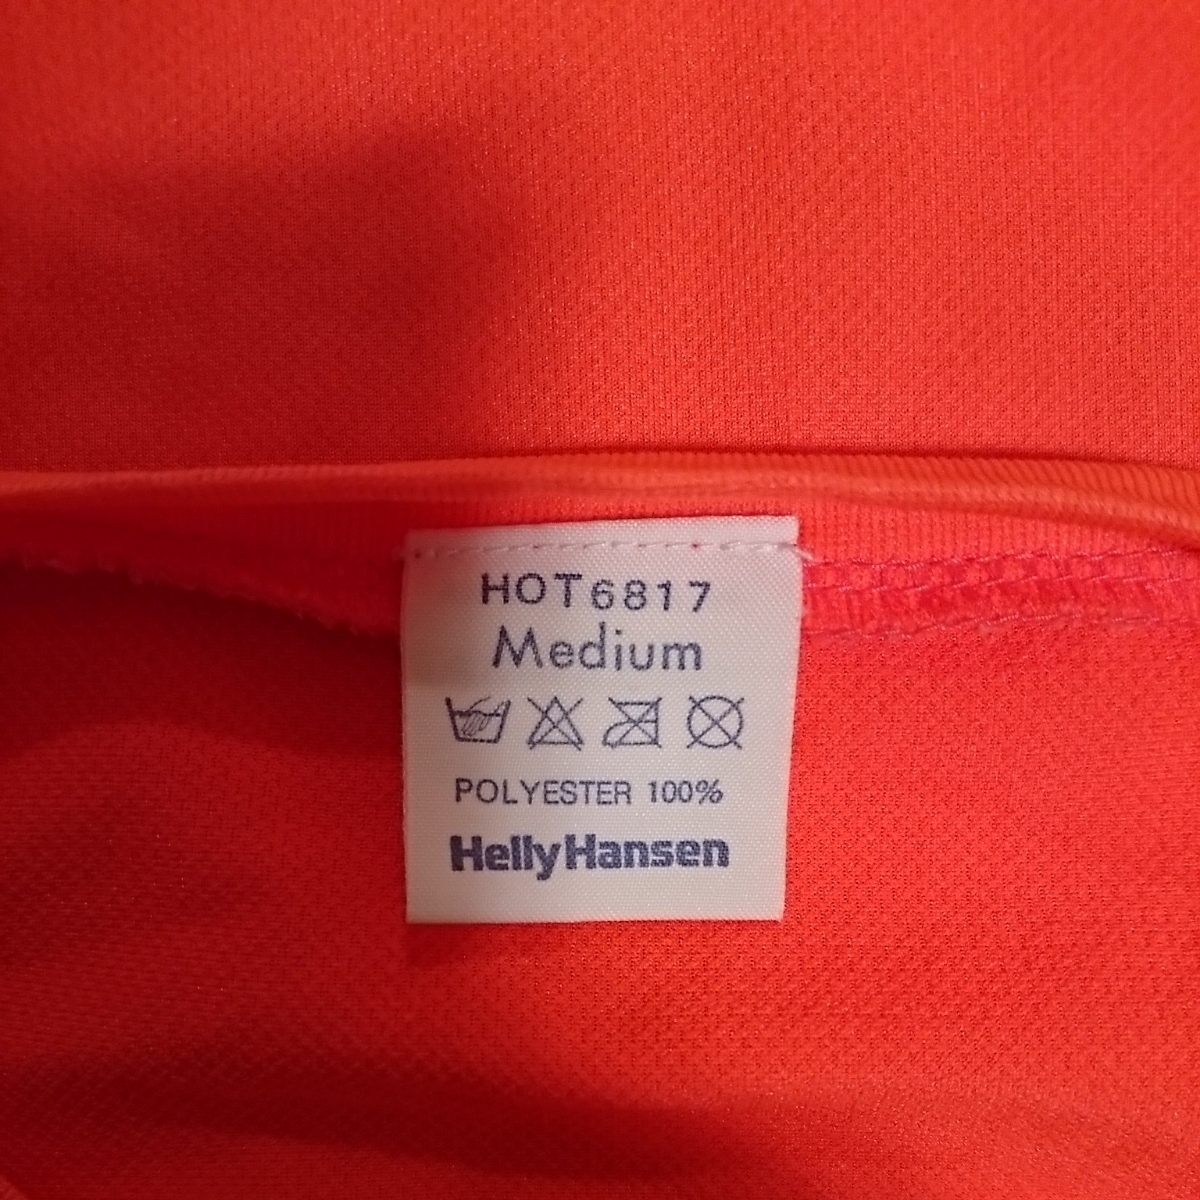 HOT6817
Medium
POLYESTER 100%
HellyHansen